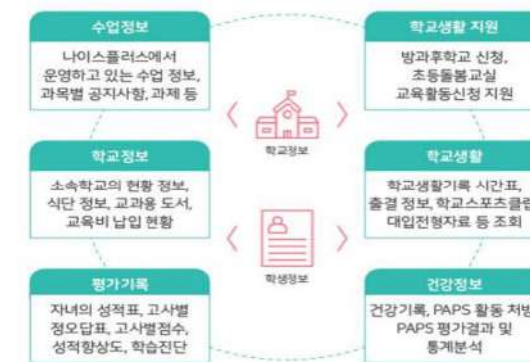 수업정보
나이스플러스에서
운영하고 있는 수업 정보,
과목별 공지사항, 과제 등
학교생활 지원
방과후학교 신청,
초등돌봄교실
교육활동신청 지원
학교정보
학교정보
소속학교의 현황 정보,
식단 정보, 교과용 도서,
교육비 납입 현황
학교생활
학교생활기록 시간표,
출결 정보, 학교스포츠클럽
대입전형자료 등 조회
학생정보
평가기록
자녀의 성적표, 고사별
정오답표, 고사별점수,
성적향상도, 학습진단
건강정보
건강기록, PAPS 활동 처방
PAPS 평가결과 및
통계분석